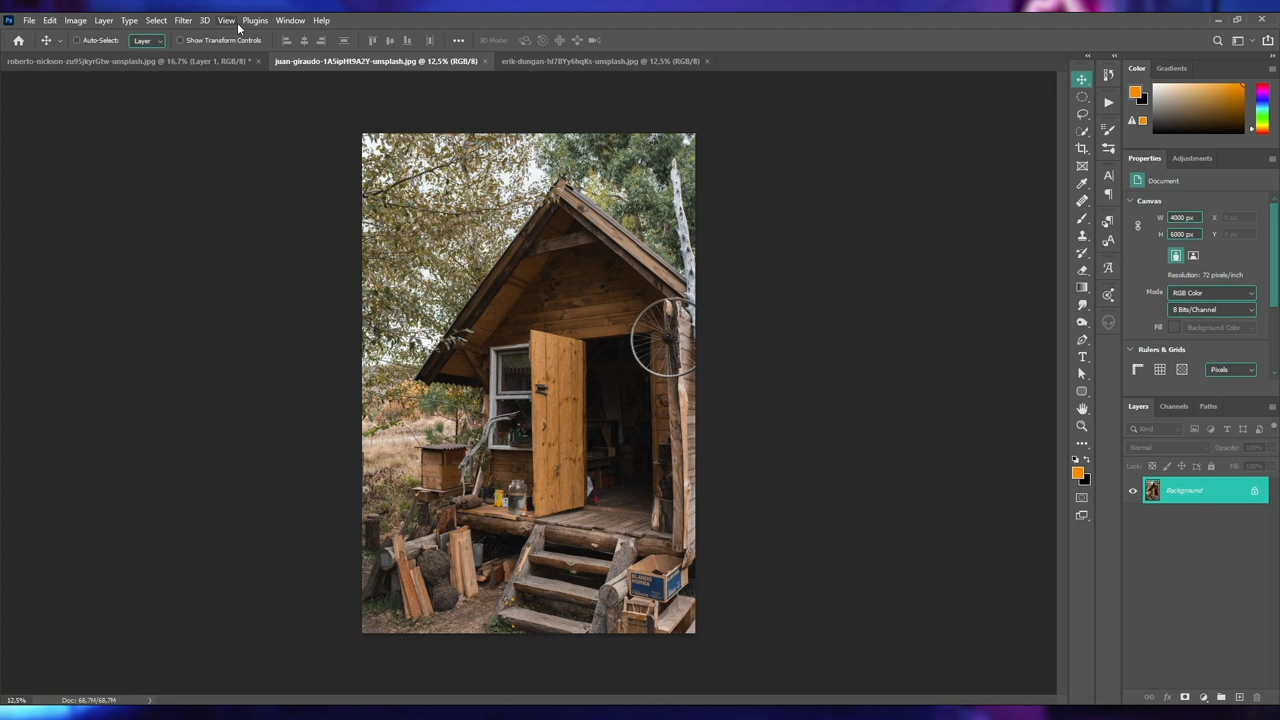 Ps File Edit Image Layer Type Select Filter 3D View Plugins Window Help
Auto-Select: Layer Show Transform Controls ••• 3D Mode:
roberto-nickson-zu95jkyrGtw-unsplash.jpg @ 16,7% (Layer 1, RGB/8) * × juan-giraudo-1A5ipHt9A2Y-unsplash.jpg @ 12,5% (RGB/8) × erik-dungan-hI7BYy6hqKs-unsplash.jpg @ 12,5% (RGB/8) ×
Color Gradients
Properties Adjustments
Document
Canvas
W 4000 px X 0 px
H 6000 px Y 0 px
Resolution: 72 pixels/inch
Mode RGB Color
8 Bits/Channel
Fill Background Color
Rulers & Grids
Pixels
Layers Channels Paths
Kind
Normal Opacity: 100%
Lock: Fill: 100%
Background
BLANCO
12.5% Doc: 68,7M/68,7M